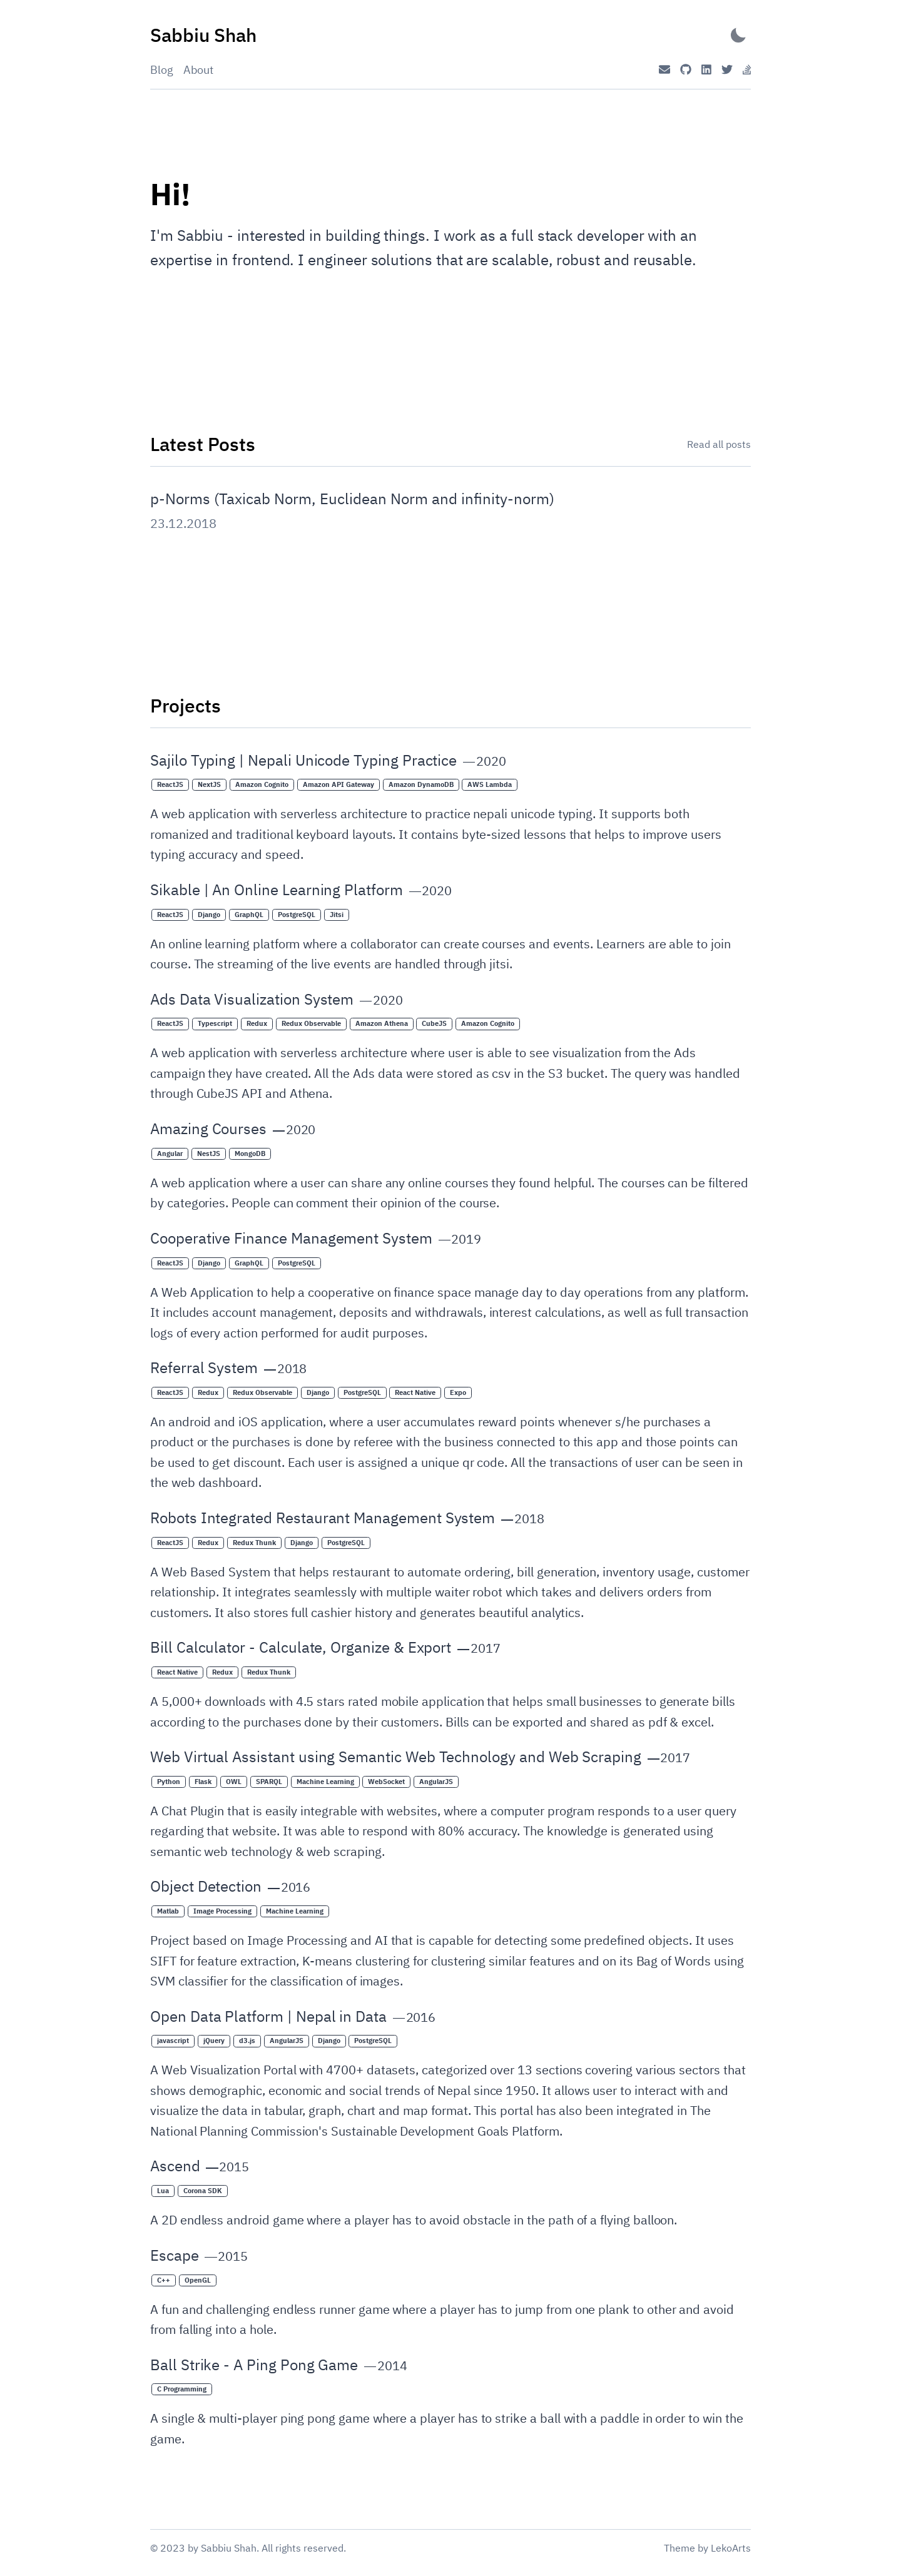 Sabbiu Shah
Blog About
Hi!
I'm Sabbiu - interested in building things. I work as a full stack developer with an
expertise in frontend. I engineer solutions that are scalable, robust and reusable.
Latest Posts
Read all posts
p-Norms (Taxicab Norm, Euclidean Norm and infinity-norm)
23.12.2018
Projects
Sajilo Typing | Nepali Unicode Typing Practice —2020
ReactJS NextJS Amazon Cognito Amazon API Gateway Amazon DynamoDB AWS Lambda
A web application with serverless architecture to practice nepali unicode typing. It supports both
romanized and traditional keyboard layouts. It contains byte-sized lessons that helps to improve users
typing accuracy and speed.
Sikable | An Online Learning Platform —2020
ReactJS Django GraphQL PostgreSQL Jitsi
An online learning platform where a collaborator can create courses and events. Learners are able to join
course. The streaming of the live events are handled through jitsi.
Ads Data Visualization System —2020
ReactJS Typescript Redux Redux Observable Amazon Athena CubeJS Amazon Cognito
A web application with serverless architecture where user is able to see visualization from the Ads
campaign they have created. All the Ads data were stored as csv in the S3 bucket. The query was handled
through CubeJS API and Athena.
Amazing Courses —2020
Angular NestJS MongoDB
A web application where a user can share any online courses they found helpful. The courses can be filtered
by categories. People can comment their opinion of the course.
Cooperative Finance Management System —2019
ReactJS Django GraphQL PostgreSQL
A Web Application to help a cooperative on finance space manage day to day operations from any platform.
It includes account management, deposits and withdrawals, interest calculations, as well as full transaction
logs of every action performed for audit purposes.
Referral System —2018
ReactJS Redux Redux Observable Django PostgreSQL React Native Expo
An android and iOS application, where a user accumulates reward points whenever s/he purchases a
product or the purchases is done by referee with the business connected to this app and those points can
be used to get discount. Each user is assigned a unique qr code. All the transactions of user can be seen in
the web dashboard.
Robots Integrated Restaurant Management System —2018
ReactJS Redux Redux Thunk Django PostgreSQL
A Web Based System that helps restaurant to automate ordering, bill generation, inventory usage, customer
relationship. It integrates seamlessly with multiple waiter robot which takes and delivers orders from
customers. It also stores full cashier history and generates beautiful analytics.
Bill Calculator - Calculate, Organize & Export —2017
React Native Redux Redux Thunk
A 5,000+ downloads with 4.5 stars rated mobile application that helps small businesses to generate bills
according to the purchases done by their customers. Bills can be exported and shared as pdf & excel.
Web Virtual Assistant using Semantic Web Technology and Web Scraping —2017
Python Flask OWL SPARQL Machine Learning WebSocket AngularJS
A Chat Plugin that is easily integrable with websites, where a computer program responds to a user query
regarding that website. It was able to respond with 80% accuracy. The knowledge is generated using
semantic web technology & web scraping.
Object Detection —2016
Matlab Image Processing Machine Learning
Project based on Image Processing and AI that is capable for detecting some predefined objects. It uses
SIFT for feature extraction, K-means clustering for clustering similar features and on its Bag of Words using
SVM classifier for the classification of images.
Open Data Platform | Nepal in Data —2016
javascript jQuery d3.js AngularJS Django PostgreSQL
A Web Visualization Portal with 4700+ datasets, categorized over 13 sections covering various sectors that
shows demographic, economic and social trends of Nepal since 1950. It allows user to interact with and
visualize the data in tabular, graph, chart and map format. This portal has also been integrated in The
National Planning Commission's Sustainable Development Goals Platform.
Ascend —2015
Lua Corona SDK
A 2D endless android game where a player has to avoid obstacle in the path of a flying balloon.
Escape —2015
C++ OpenGL
A fun and challenging endless runner game where a player has to jump from one plank to other and avoid
from falling into a hole.
Ball Strike - A Ping Pong Game —2014
C Programming
A single & multi-player ping pong game where a player has to strike a ball with a paddle in order to win the
game.
© 2023 by Sabbiu Shah. All rights reserved.
Theme by LekoArts